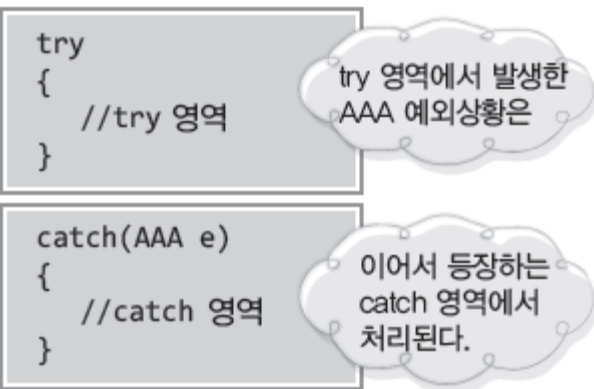 try
{
//try 영역
}
try 영역에서 발생한
AAA 예외상황은
catch(AAA e)
{
//catch 영역
}
이어서 등장하는
catch 영역에서
처리된다.